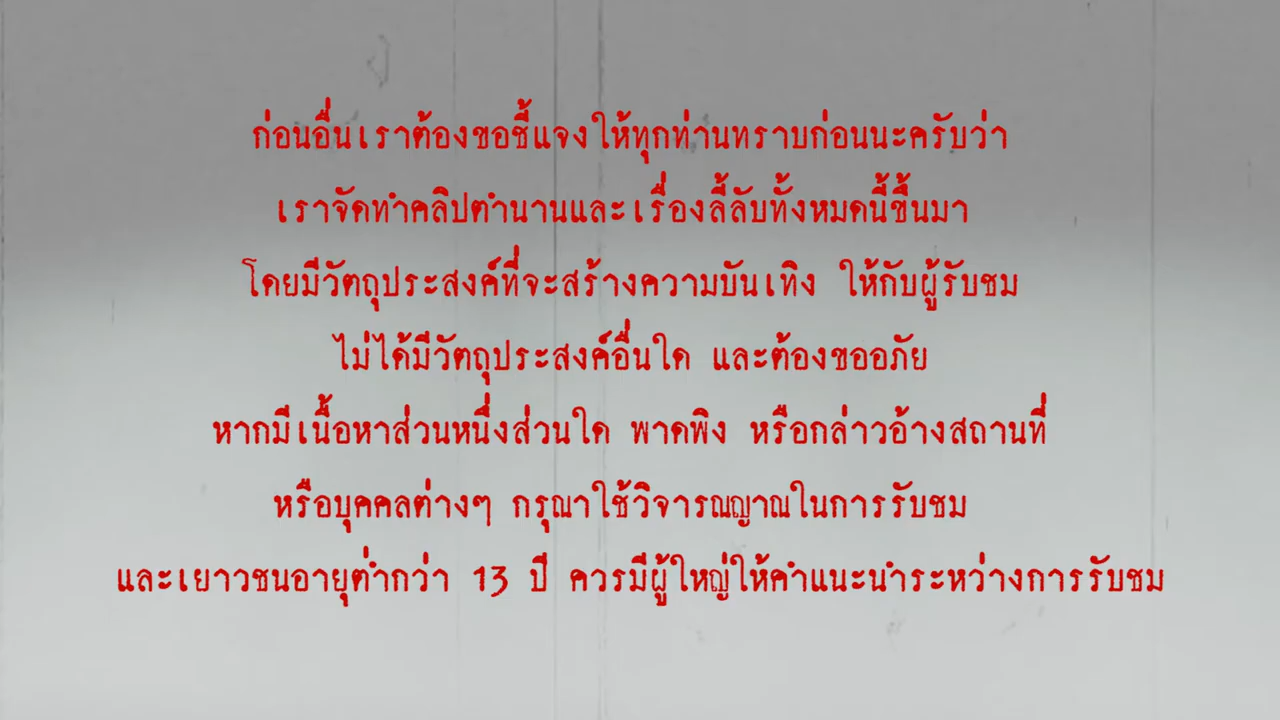 ก่อนอื่นเราต้องขอชี้แจงให้ทุกท่านทราบก่อนนะครับว่า
เราจัดทำคลิปตำนานและเรื่องลี้ลับทั้งหมดนี้ขึ้นมา
โดยมีวัตถุประสงค์ที่จะสร้างความบันเทิง ให้กับผู้รับชม
ไม่ได้มีวัตถุประสงค์อื่นใด และต้องขออภัย
หากมีเนื้อหาส่วนหนึ่งส่วนใด พาดพิง หรือกล่าวอ้างสถานที่
หรือบุคคลต่างๆ กรุณาใช้วิจารณญาณในการรับชม
และเยาวชนอายุต่ำกว่า 13 ปี ควรมีผู้ใหญ่ให้คำแนะนำระหว่างการรับชม